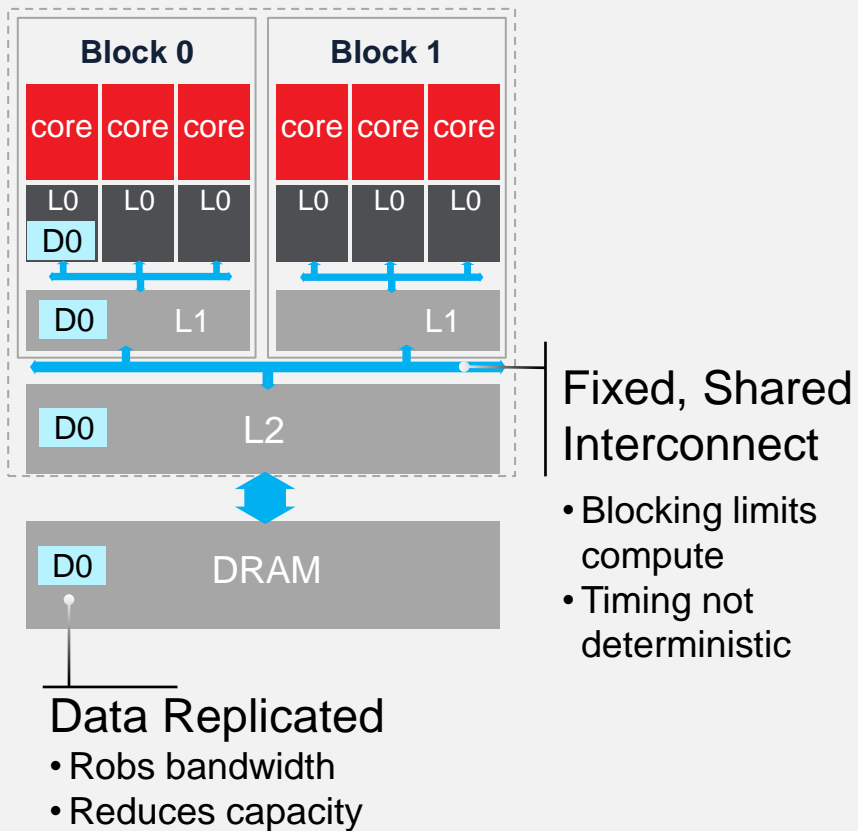 Block 0
Block 1
core core core
core core core
L0 L0 L0
L0 L0 L0
D0
D0 L1
L1
D0 L2
Fixed, Shared
Interconnect
• Blocking limits
compute
• Timing not
deterministic
D0 DRAM
Data Replicated
• Robs bandwidth
• Reduces capacity